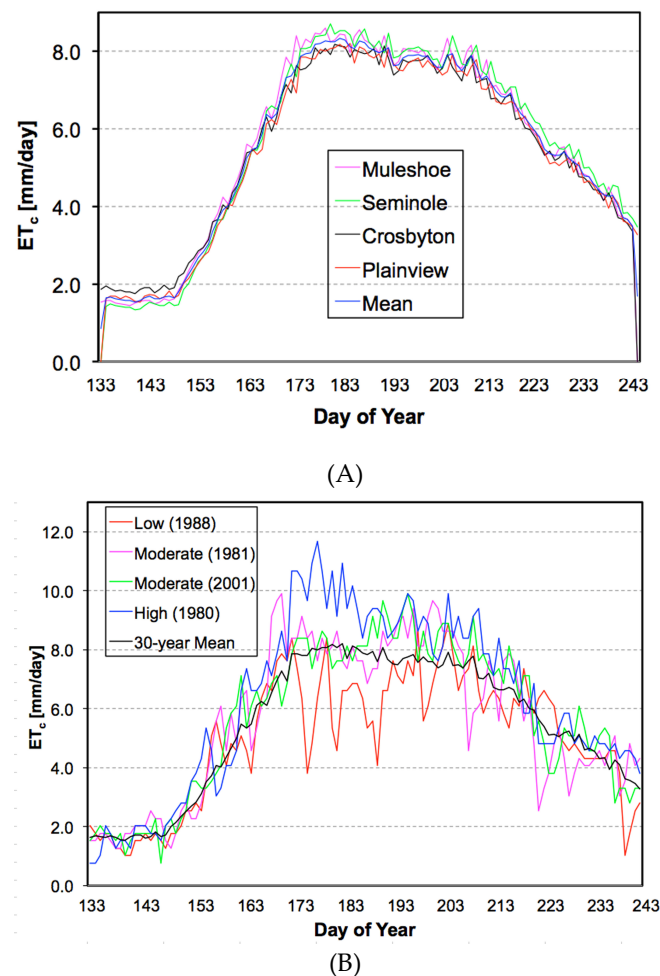 8.0
6.0
4.0
2.0
0.0
ETc [mm/day]
Muleshoe
Seminole
Crosbyton
Plainview
Mean
133 143 153 163 173 183 193 203 213 223 233 243
Day of Year
(A)
12.0
10.0
8.0
6.0
4.0
2.0
0.0
ETc [mm/day]
Low (1988)
Moderate (1981)
Moderate (2001)
High (1980)
30-year Mean
133 143 153 163 173 183 193 203 213 223 233 243
Day of Year
(B)